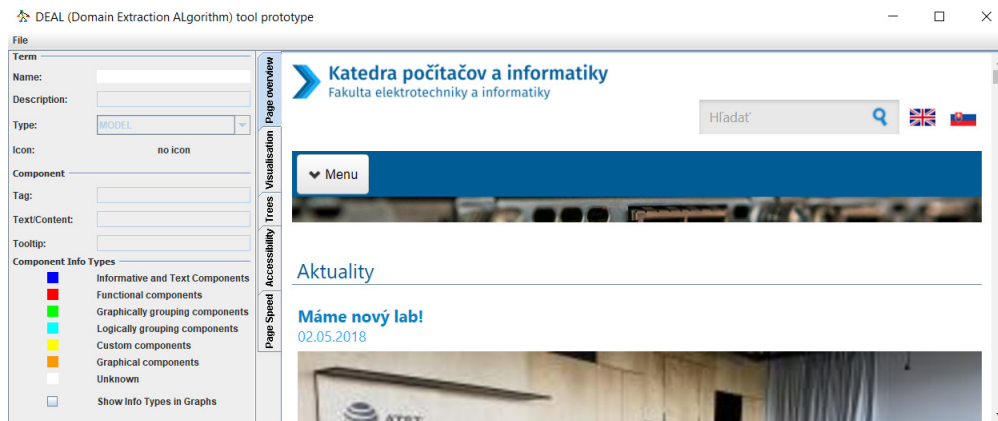 DEAL (Domain Extraction ALgorithm) tool prototype
File
Term
Name:
Description:
Type: MODEL
Icon: no icon
Component
Tag:
Text/Content:
Tooltip:
Component Info Types
Informative and Text Components
Functional components
Graphically grouping components
Logically grouping components
Custom components
Graphical components
Unknown
Show Info Types in Graphs
Page overview
Visualisation
Trees
Accessibility
Page Speed
Katedra počítačov a informatiky
Fakulta elektrotechniky a informatiky
Hľadať
Menu
Aktuality
Máme nový lab!
02.05.2018
AT&T